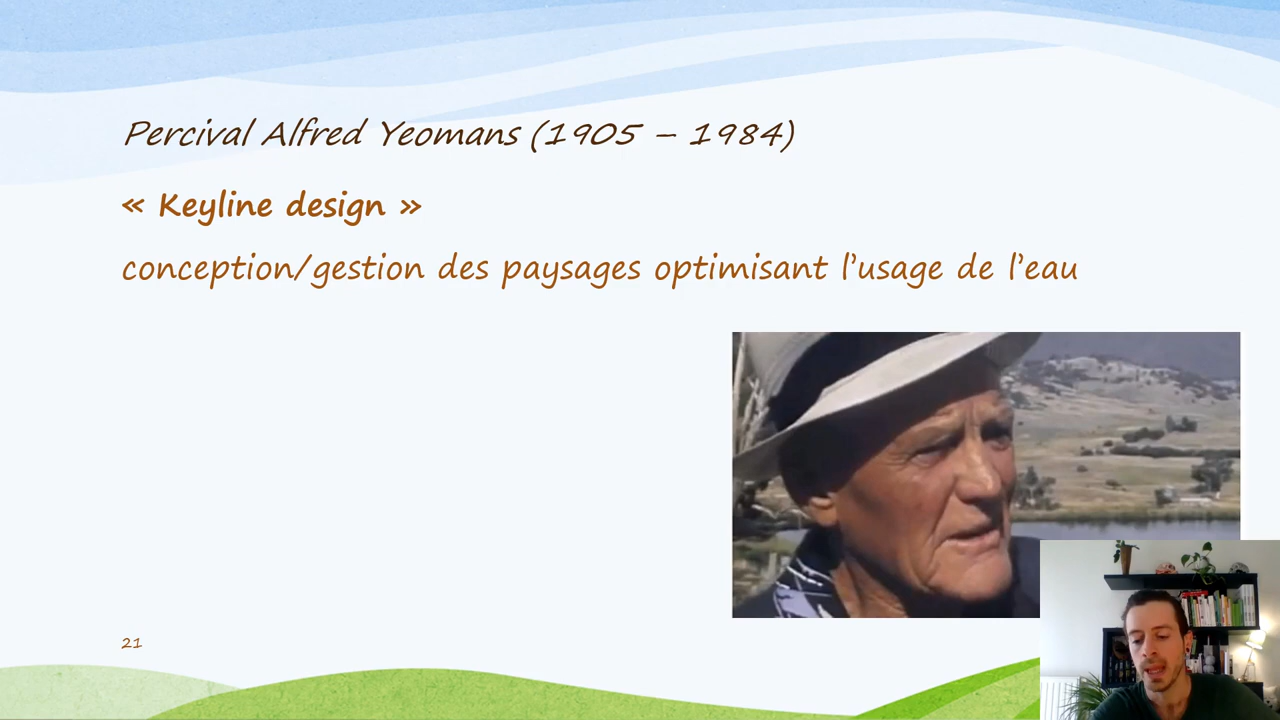 Percival Alfred Yeomans (1905 – 1984)
« Keyline design »
conception/gestion des paysages optimisant l’usage de l’eau
21